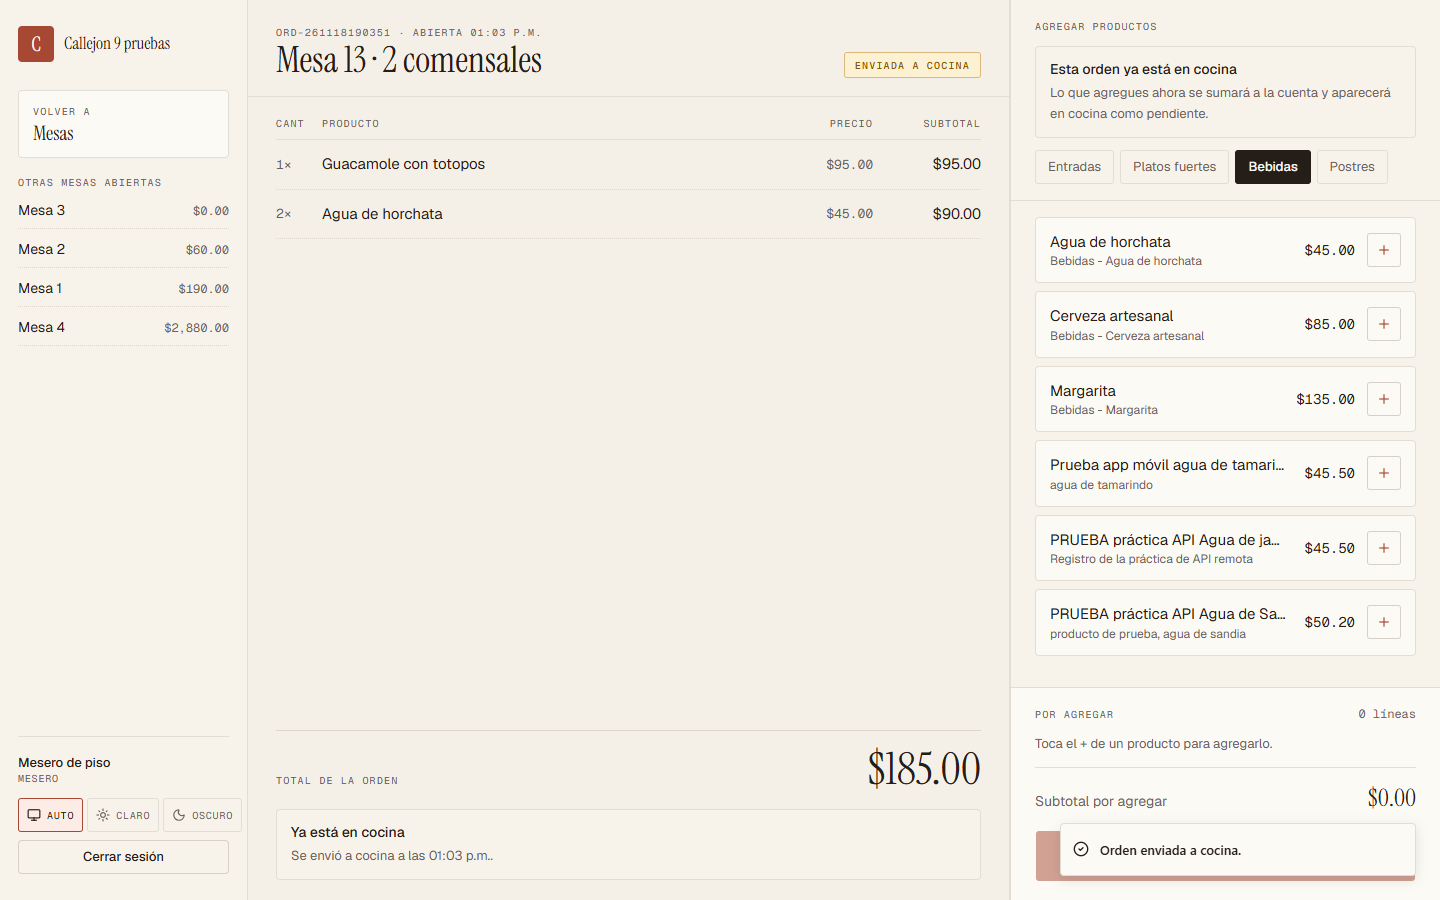 C
Callejon 9 pruebas
VOLVER A
Mesas
OTRAS MESAS ABIERTAS
Mesa 3 $0.00
Mesa 2 $60.00
Mesa 1 $190.00
Mesa 4 $2,880.00
Mesero de piso
MESERO
AUTO CLARO OSCURO
Cerrar sesión
ORD-261118190351 · ABIERTA 01:03 P.M.
Mesa 13 · 2 comensales
ENVIADA A COCINA
CANT PRODUCTO PRECIO SUBTOTAL
1× Guacamole con totopos $95.00 $95.00
2× Agua de horchata $45.00 $90.00
TOTAL DE LA ORDEN $185.00
Ya está en cocina
Se envió a cocina a las 01:03 p.m..
AGREGAR PRODUCTOS
Esta orden ya está en cocina
Lo que agregues ahora se sumará a la cuenta y aparecerá
en cocina como pendiente.
Entradas Platos fuertes Bebidas Postres
Agua de horchata
Bebidas - Agua de horchata
$45.00 +
Cerveza artesanal
Bebidas - Cerveza artesanal
$85.00 +
Margarita
Bebidas - Margarita
$135.00 +
Prueba app móvil agua de tamari...
agua de tamarindo
$45.50 +
PRUEBA práctica API Agua de ja...
Registro de la práctica de API remota
$45.50 +
PRUEBA práctica API Agua de Sa...
producto de prueba, agua de sandia
$50.20 +
POR AGREGAR 0 líneas
Toca el + de un producto para agregarlo.
Subtotal por agregar $0.00
Orden enviada a cocina.